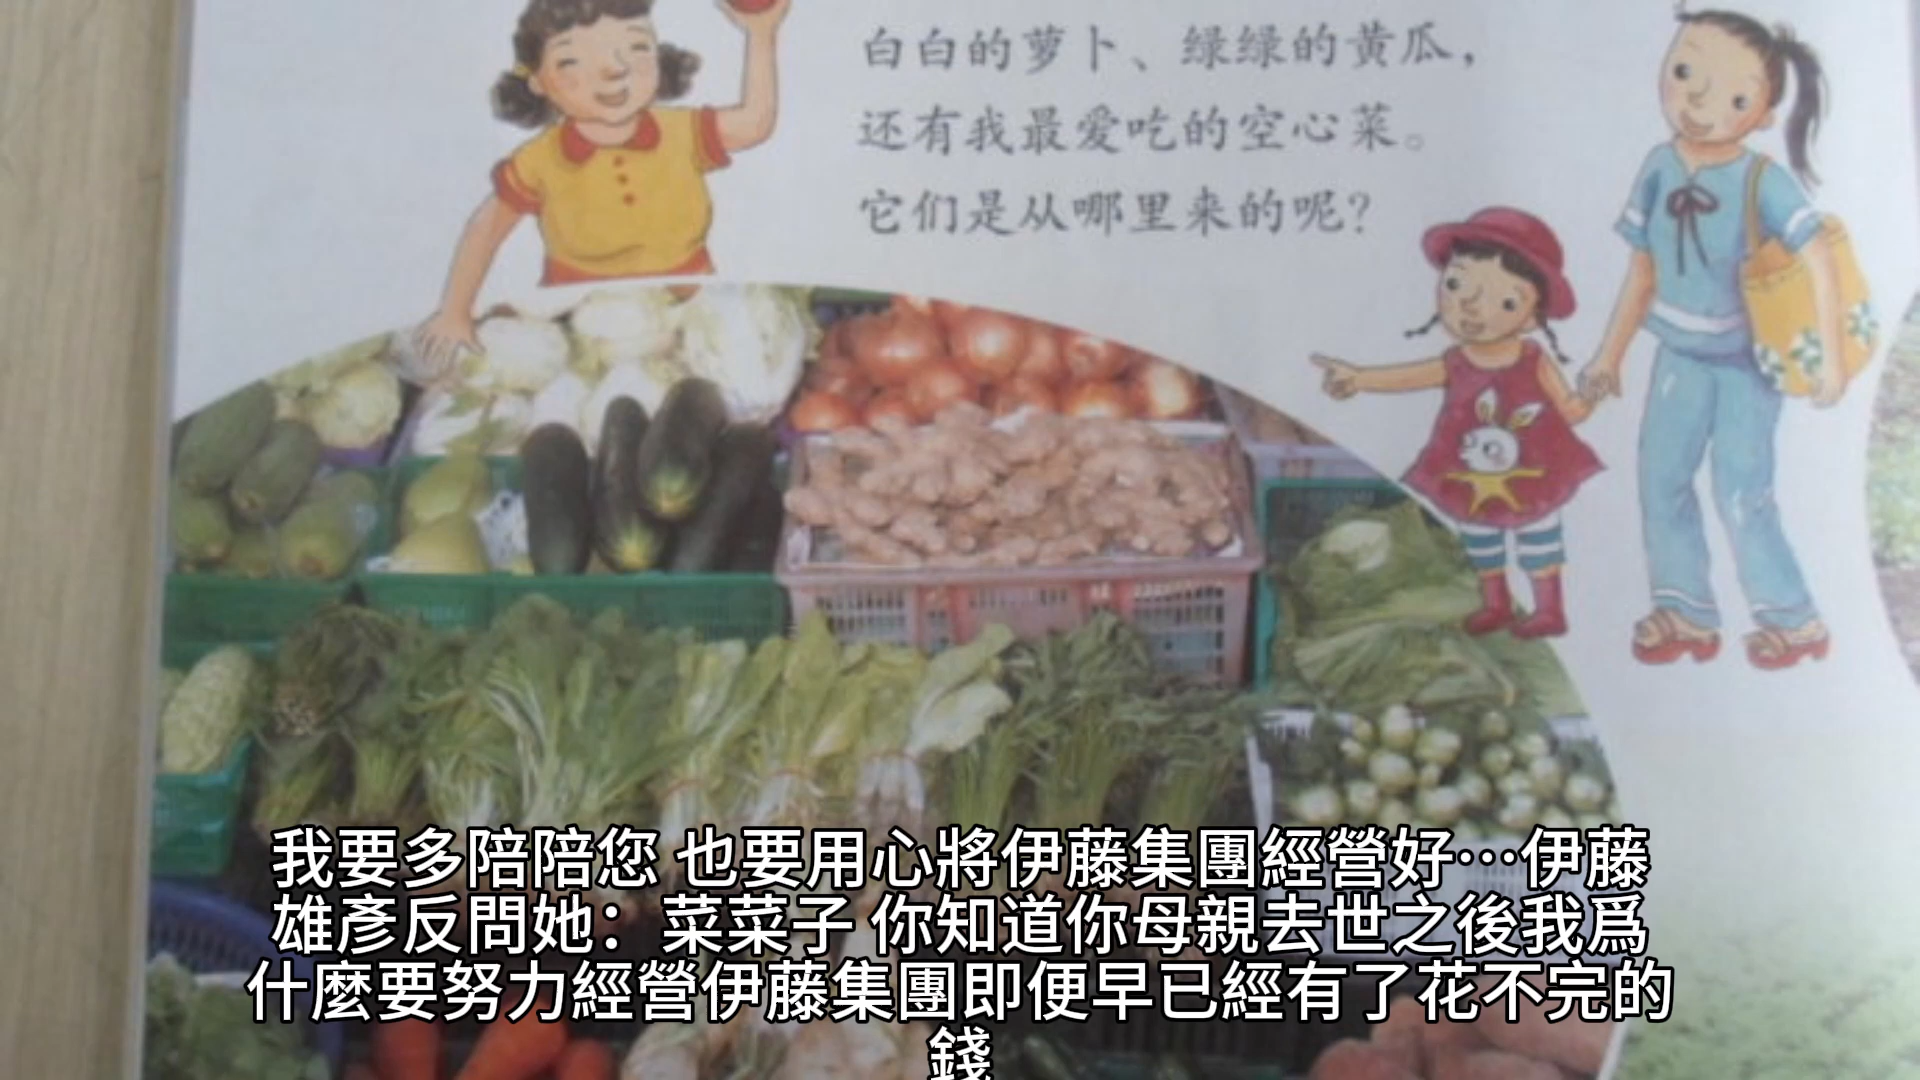 白白的萝卜、绿绿的黄瓜，
还有我最爱吃的空心菜。
它们是从哪里来的呢？
我要多陪陪您 也要用心將伊藤集團經營好…伊藤
雄彥反問她：菜菜子 你知道你母親去世之後我爲
什麼要努力經營伊藤集團即便早已經有了花不完的
錢